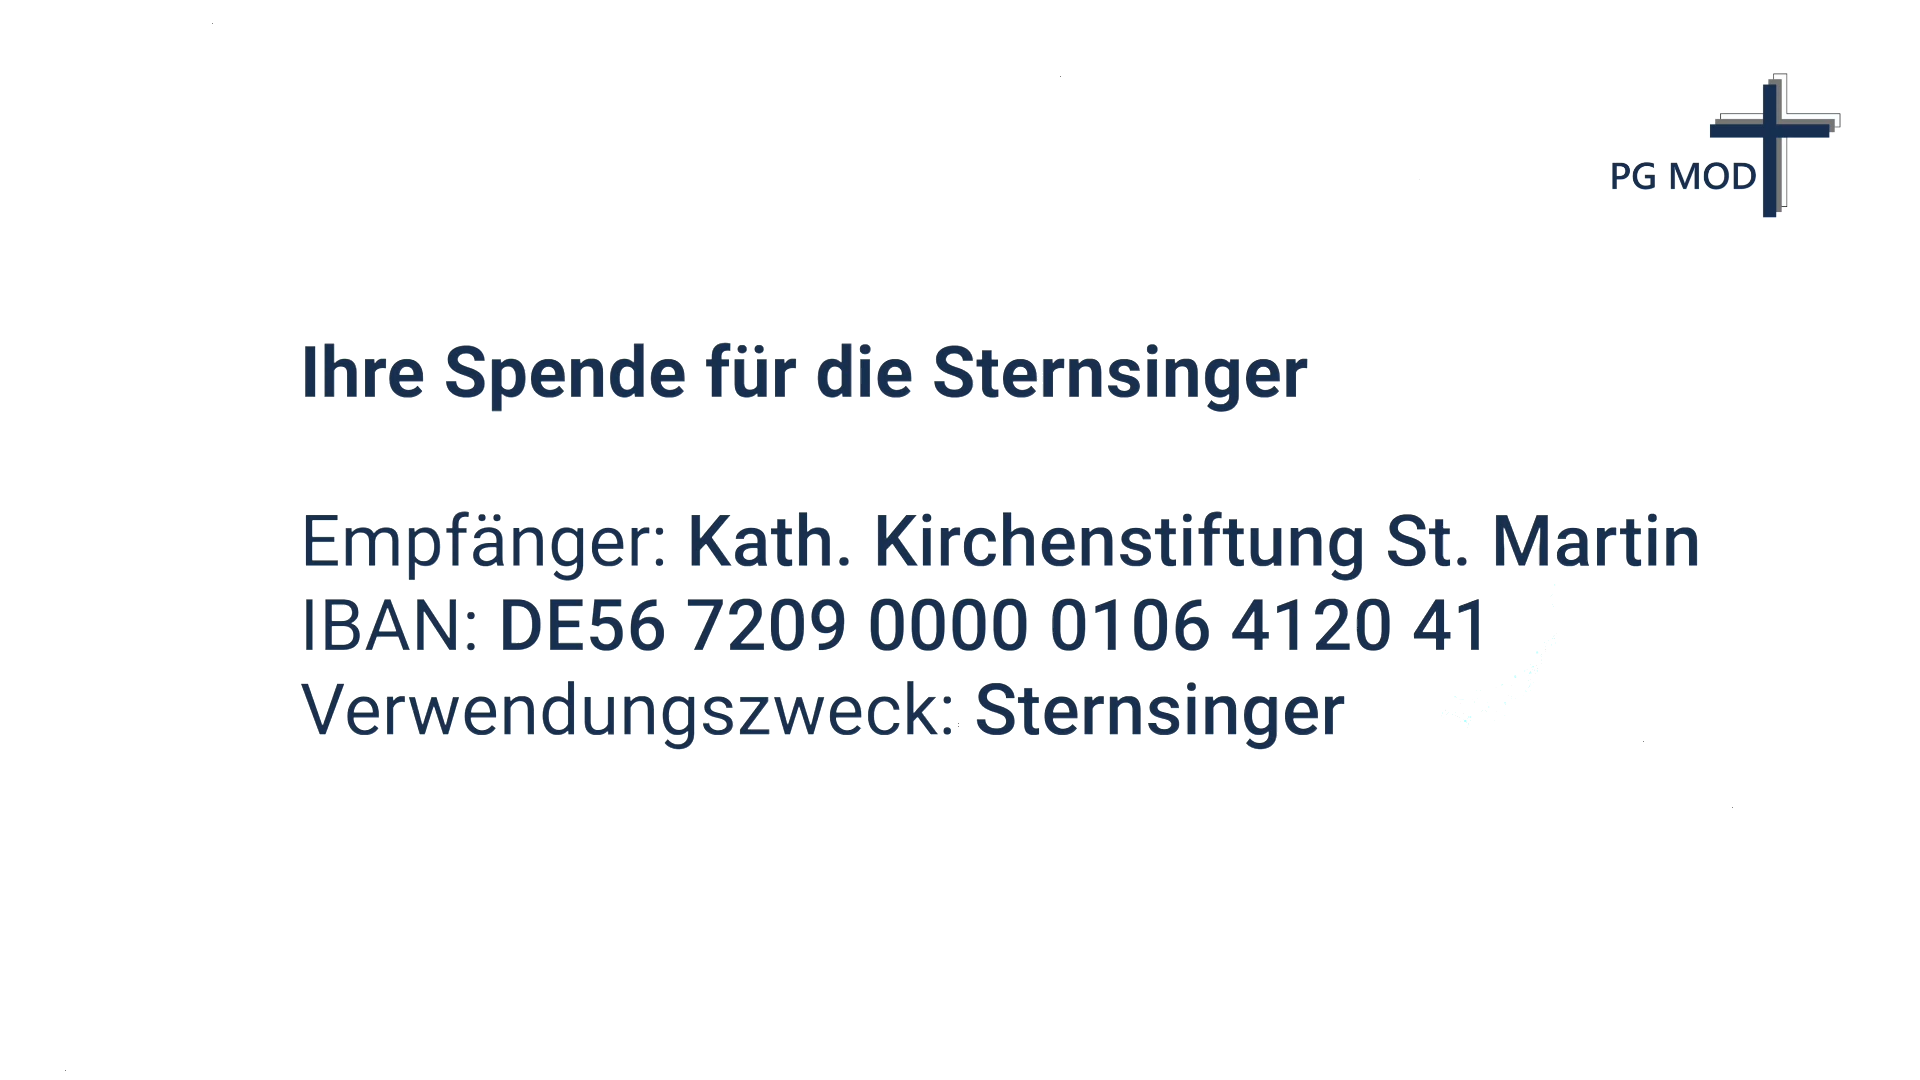 PG MOD
Ihre Spende für die Sternsinger
Empfänger: Kath. Kirchenstiftung St. Martin
IBAN: DE56 7209 0000 0106 4120 41
Verwendungszweck: Sternsinger